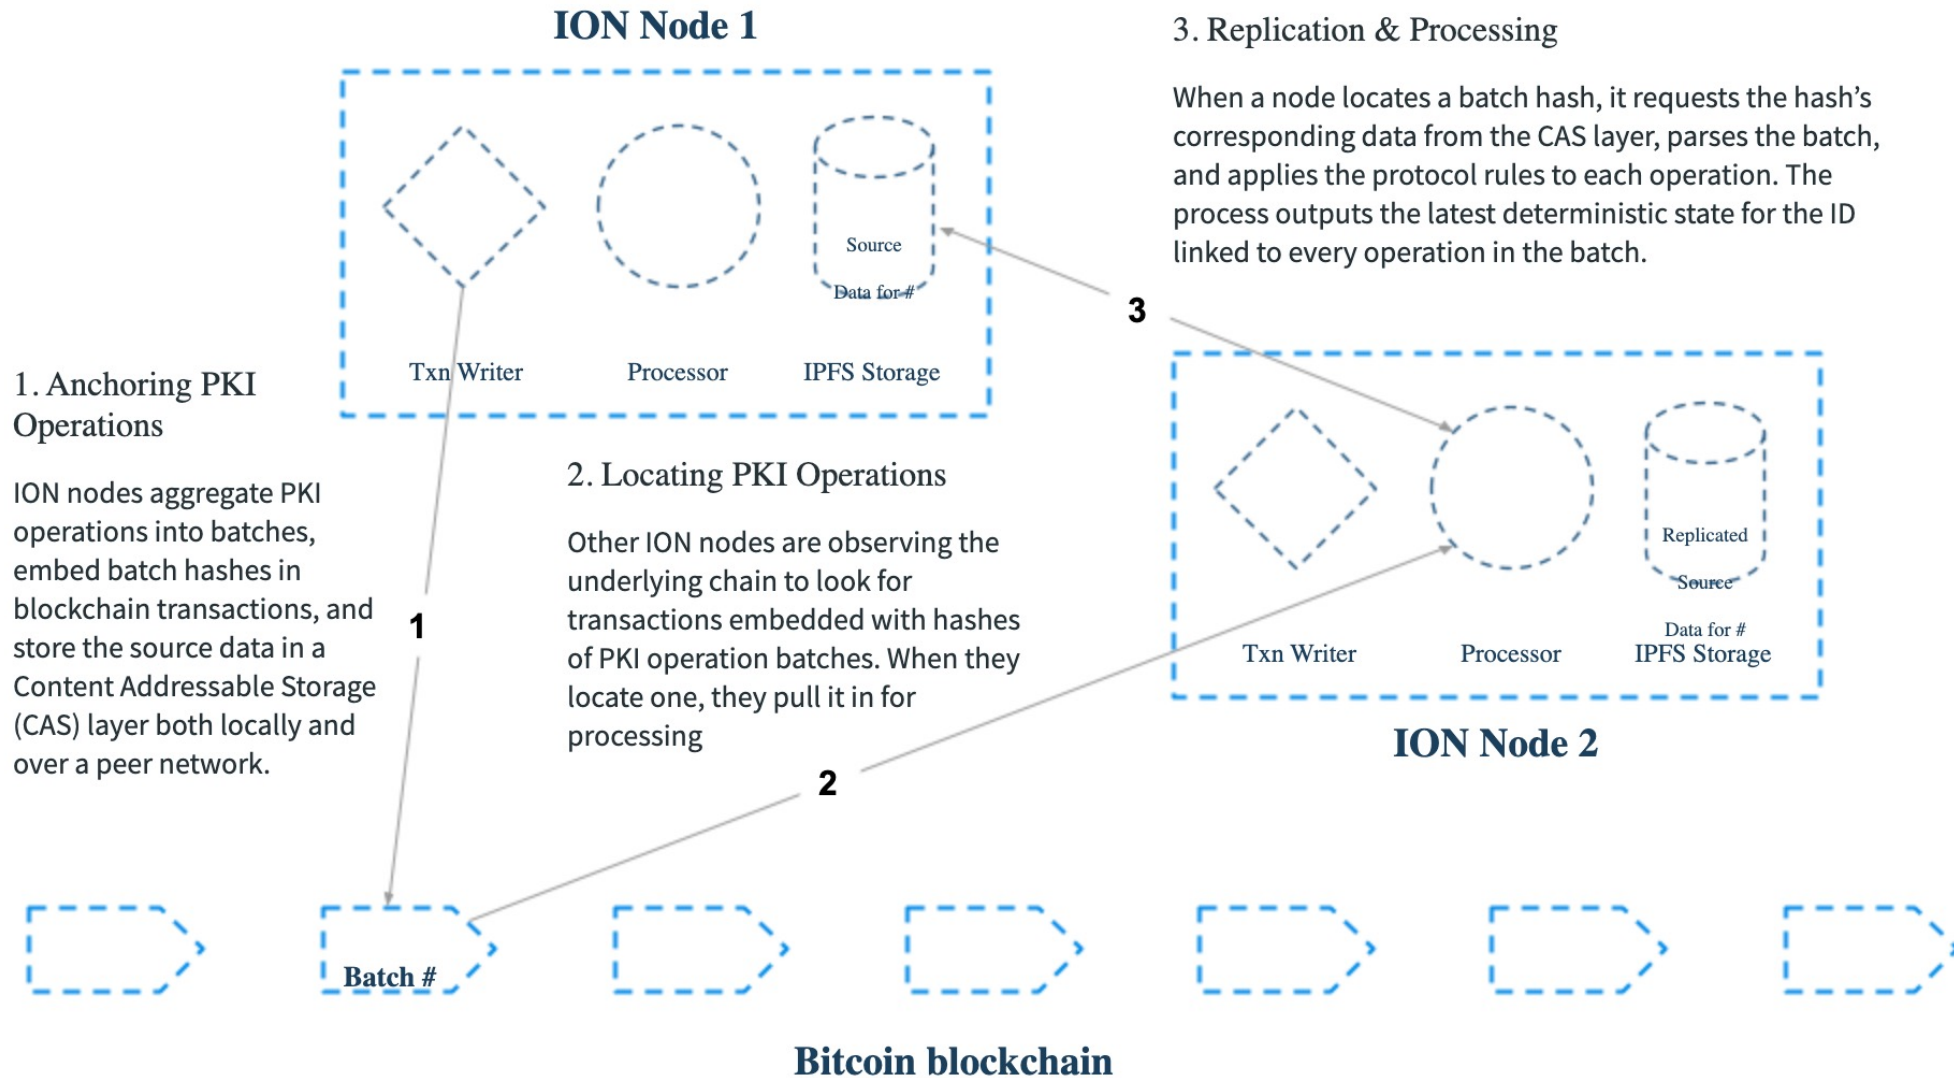 ION Node 1
Source
Data for #
Txn Writer
Processor
IPFS Storage
1. Anchoring PKI
Operations
ION nodes aggregate PKI
operations into batches,
embed batch hashes in
blockchain transactions, and
store the source data in a
Content Addressable Storage
(CAS) layer both locally and
over a peer network.
1
2. Locating PKI Operations
Other ION nodes are observing the
underlying chain to look for
transactions embedded with hashes
of PKI operation batches. When they
locate one, they pull it in for
processing
2
3. Replication & Processing
When a node locates a batch hash, it requests the hash’s
corresponding data from the CAS layer, parses the batch,
and applies the protocol rules to each operation. The
process outputs the latest deterministic state for the ID
linked to every operation in the batch.
3
Replicated
Source
Data for #
Txn Writer
Processor
IPFS Storage
ION Node 2
Batch #
Bitcoin blockchain